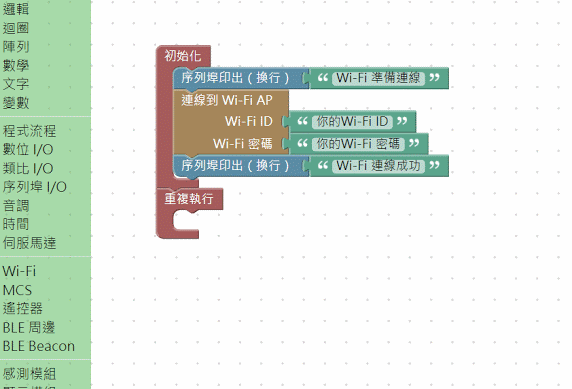 邏輯
迴圈
陣列
數學
文字
變數
程式流程
數位 I/O
類比 I/O
序列埠 I/O
音調
時間
伺服馬達
Wi-Fi
MCS
遙控器
BLE 周邊
BLE Beacon
感測模組
初始化
序列埠印出（換行） “ Wi-Fi 準備連線 ”
連線到 Wi-Fi AP
Wi-Fi ID “ 你的Wi-Fi ID ”
Wi-Fi 密碼 “ 你的Wi-Fi 密碼 ”
序列埠印出（換行） “ Wi-Fi 連線成功 ”
重複執行